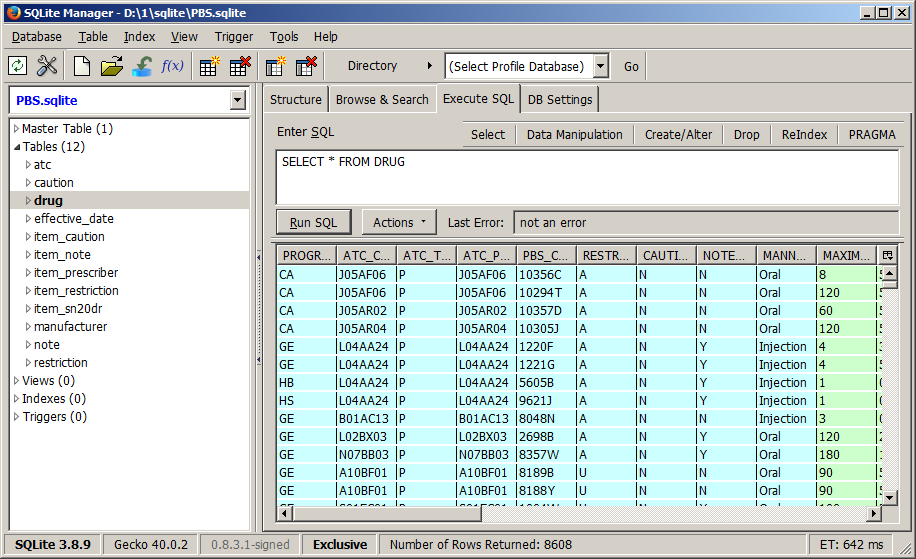 SQLite Manager - D:\1\sqlite\PBS.sqlite
Database Table Index View Trigger Tools Help
f(x) Directory (Select Profile Database) Go
PBS.sqlite
Master Table (1)
Tables (12)
atc
caution
drug
effective_date
item_caution
item_note
item_prescriber
item_restriction
item_sn20dr
manufacturer
note
restriction
Views (0)
Indexes (0)
Triggers (0)
Structure Browse & Search Execute SQL DB Settings
Enter SQL Select Data Manipulation Create/Alter Drop ReIndex PRAGMA
SELECT * FROM DRUG
Run SQL Actions Last Error: not an error
PROGR... ATC_C... ATC_T... ATC_P... PBS_C... RESTR... CAUTI... NOTE... MANN... MAXIM...
CA J05AF06 P J05AF06 10356C A N N Oral 8
CA J05AF06 P J05AF06 10294T A N N Oral 120
CA J05AR02 P J05AR02 10357D A N N Oral 60
CA J05AR04 P J05AR04 10305J A N N Oral 120
GE L04AA24 P L04AA24 1220F A N Y Injection 4
GE L04AA24 P L04AA24 1221G A N Y Injection 4
HB L04AA24 P L04AA24 5605B A N Y Injection 1
HS L04AA24 P L04AA24 9621J A N Y Injection 1
GE B01AC13 P B01AC13 8048N A N N Injection 3
GE L02BX03 P L02BX03 2698B A N Y Oral 120
GE N07BB03 P N07BB03 8357W A N Y Oral 180
GE A10BF01 P A10BF01 8189B U N N Oral 90
GE A10BF01 P A10BF01 8188Y U N N Oral 90
SQLite 3.8.9 Gecko 40.0.2 0.8.3.1-signed Exclusive Number of Rows Returned: 8608 ET: 642 ms